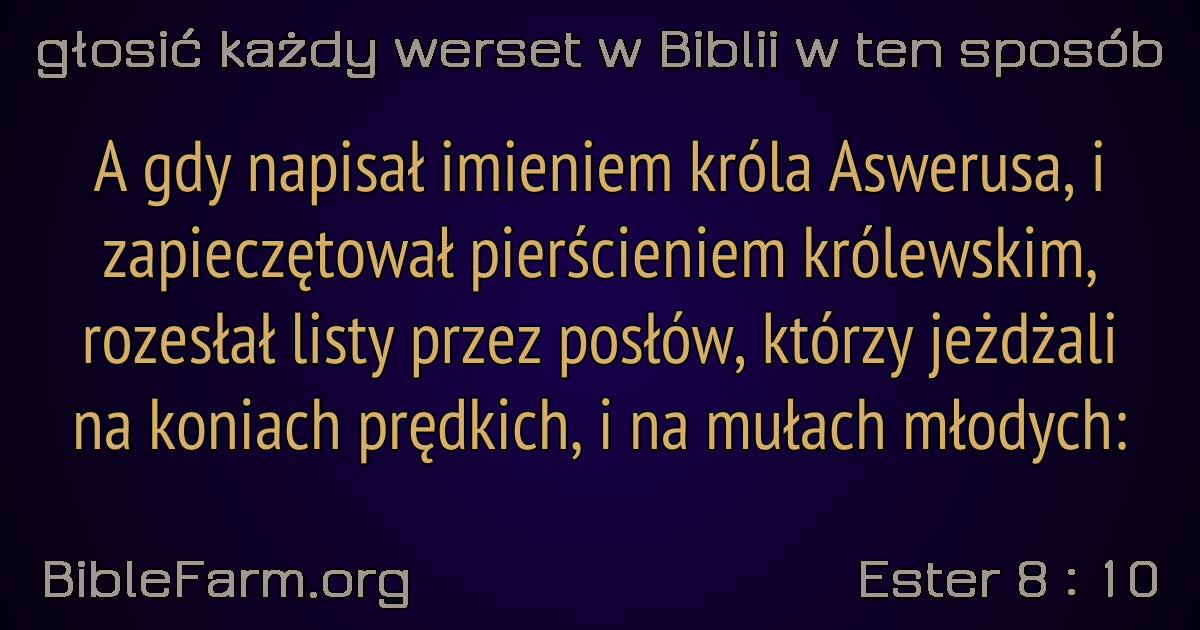 głosić każdy werset w Biblii w ten sposób
A gdy napisał imieniem króla Aswerusa, i
zapieczętował pierścieniem królewskim,
rozesłał listy przez posłów, którzy jeżdżali
na koniach prędkich, i na mułach młodych:
BibleFarm.org
Ester 8 : 10